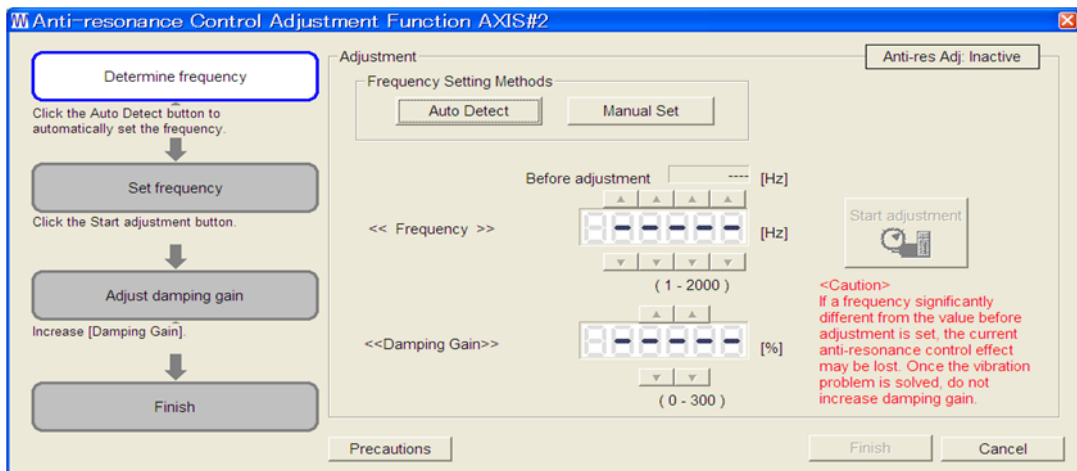 Anti-resonance Control Adjustment Function AXIS#2
Determine frequency
Click the Auto Detect button to
automatically set the frequency.
Set frequency
Click the Start adjustment button.
Adjust damping gain
Increase [Damping Gain].
Finish
Adjustment
Anti-res Adj: Inactive
Frequency Setting Methods
Auto Detect
Manual Set
Before adjustment ---- [Hz]
<< Frequency >> ----- [Hz]
( 1 - 2000 )
<<Damping Gain>> ----- [%]
( 0 - 300 )
Start adjustment
<Caution>
If a frequency significantly
different from the value before
adjustment is set, the current
anti-resonance control effect
may be lost. Once the vibration
problem is solved, do not
increase damping gain.
Precautions
Finish
Cancel